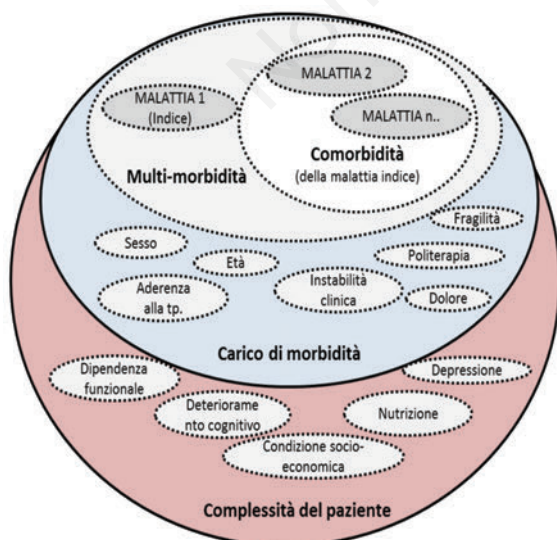 MALATTIA 2
MALATTIA 1
(Indice)
MALATTIA n..
Comorbidità
(della malattia indice)
Multi-morbidità
Fragilità
Sesso
Età
Politerapia
Aderenza
alla tp.
Instabilità
clinica
Dolore
Carico di morbidità
Dipendenza
funzionale
Depressione
Deteriorame
nto cognitivo
Nutrizione
Condizione socio-
economica
Complessità del paziente